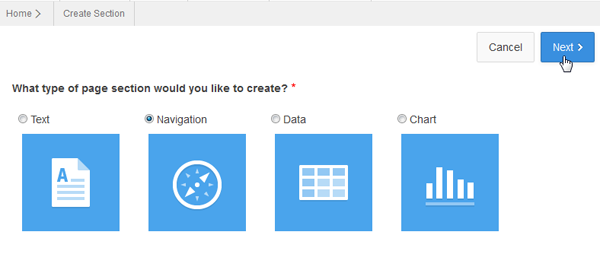 Home Create Section
Cancel Next
What type of page section would you like to create? *
Text Navigation Data Chart
A